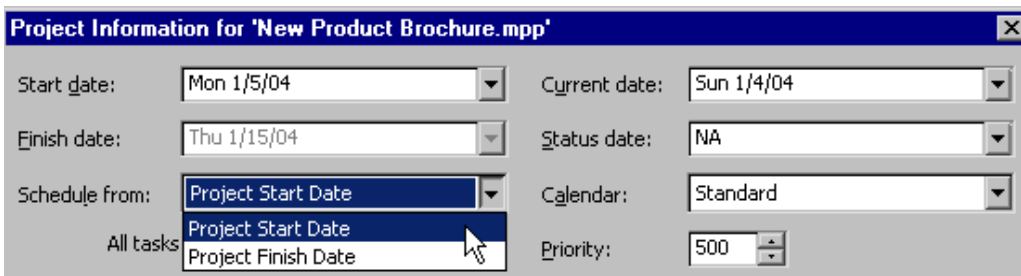 Project Information for 'New Product Brochure.mpp'
Start date: Mon 1/5/04 Current date: Sun 1/4/04
Finish date: Thu 1/15/04 Status date: NA
Schedule from: Project Start Date Calendar: Standard
Project Start Date
All tasks Priority: 500
Project Finish Date